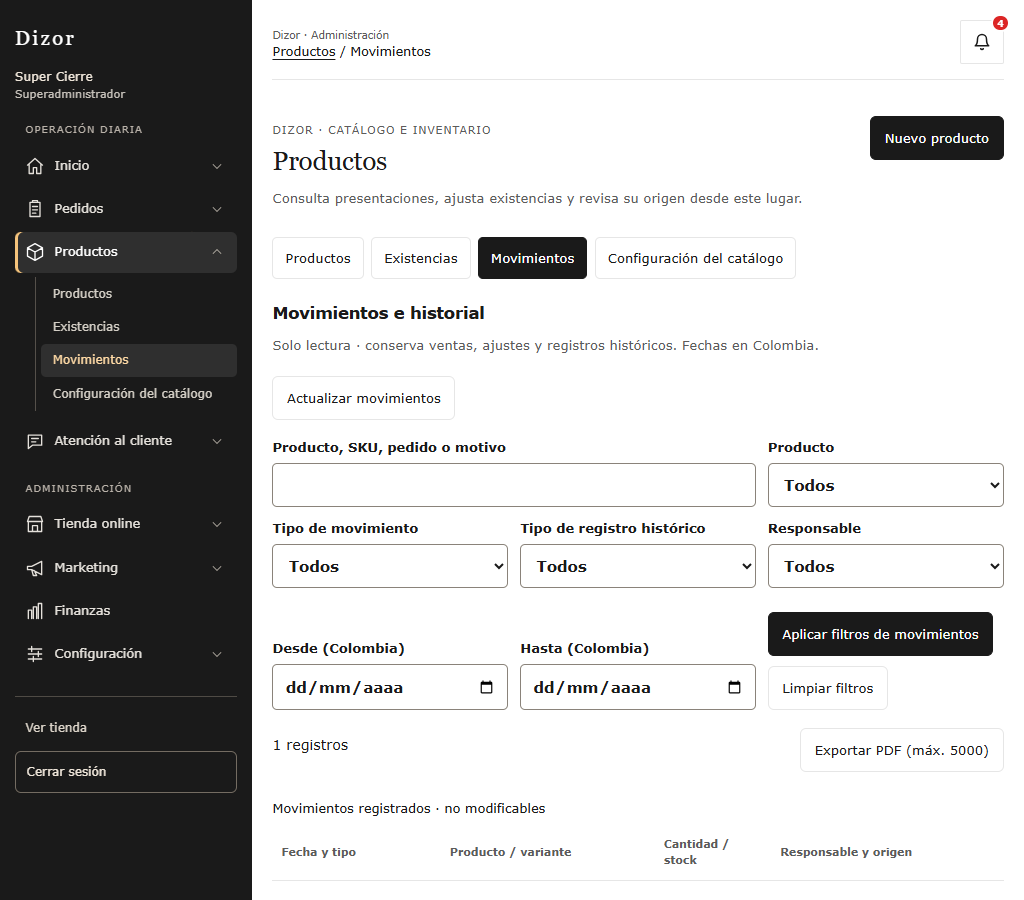 Dizor
Super Cierre
Superadministrador
OPERACIÓN DIARIA
Inicio
Pedidos
Productos
Productos
Existencias
Movimientos
Configuración del catálogo
Atención al cliente
ADMINISTRACIÓN
Tienda online
Marketing
Finanzas
Configuración
Ver tienda
Cerrar sesión
Dizor · Administración
Productos / Movimientos
4
DIZOR · CATÁLOGO E INVENTARIO
Productos
Nuevo producto
Consulta presentaciones, ajusta existencias y revisa su origen desde este lugar.
Productos Existencias Movimientos Configuración del catálogo
Movimientos e historial
Solo lectura · conserva ventas, ajustes y registros históricos. Fechas en Colombia.
Actualizar movimientos
Producto, SKU, pedido o motivo Producto
Todos
Tipo de movimiento Tipo de registro histórico Responsable
Todos Todos Todos
Aplicar filtros de movimientos
Desde (Colombia) Hasta (Colombia)
dd/mm/aaaa dd/mm/aaaa Limpiar filtros
1 registros
Exportar PDF (máx. 5000)
Movimientos registrados · no modificables
Fecha y tipo Producto / variante Cantidad / stock Responsable y origen